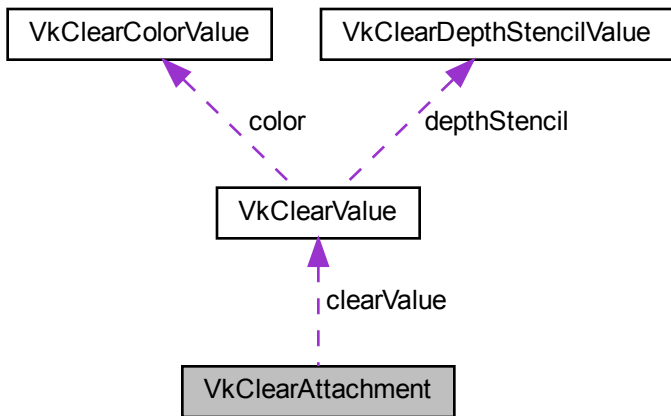 VkClearColorValue
VkClearDepthStencilValue
color
depthStencil
VkClearValue
clearValue
VkClearAttachment